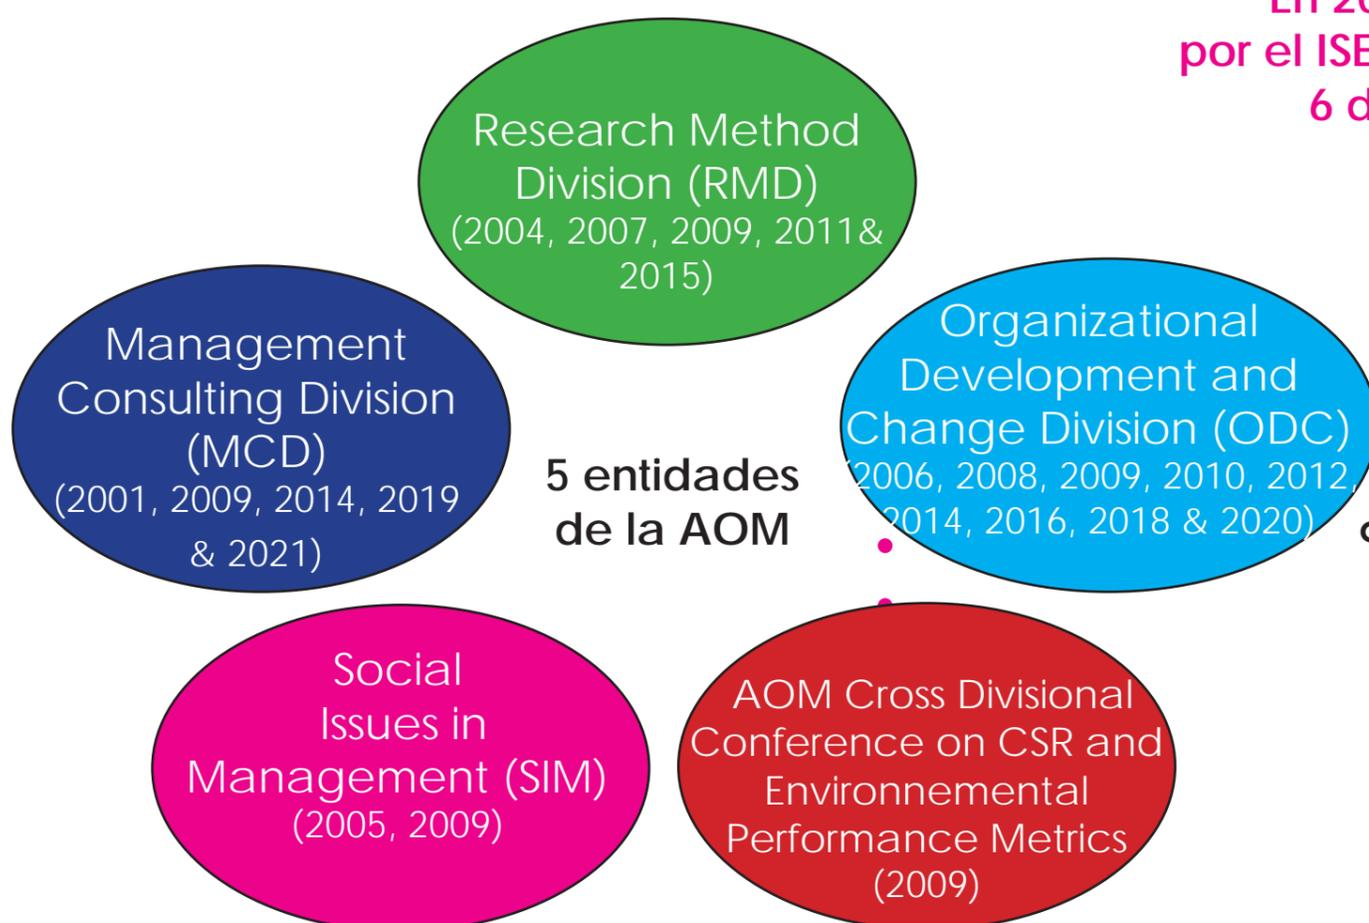 por el ISE
6 d
Research Method
Division (RMD)
(2004, 2007, 2009, 2011&
2015)
Management
Consulting Division
(MCD)
(2001, 2009, 2014, 2019
& 2021)
5 entidades
de la AOM
Organizational
Development and
Change Division (ODC)
(2006, 2008, 2009, 2010, 2012,
2014, 2016, 2018 & 2020)
Social
Issues in
Management (SIM)
(2005, 2009)
AOM Cross Divisional
Conference on CSR and
Environnemental
Performance Metrics
(2009)